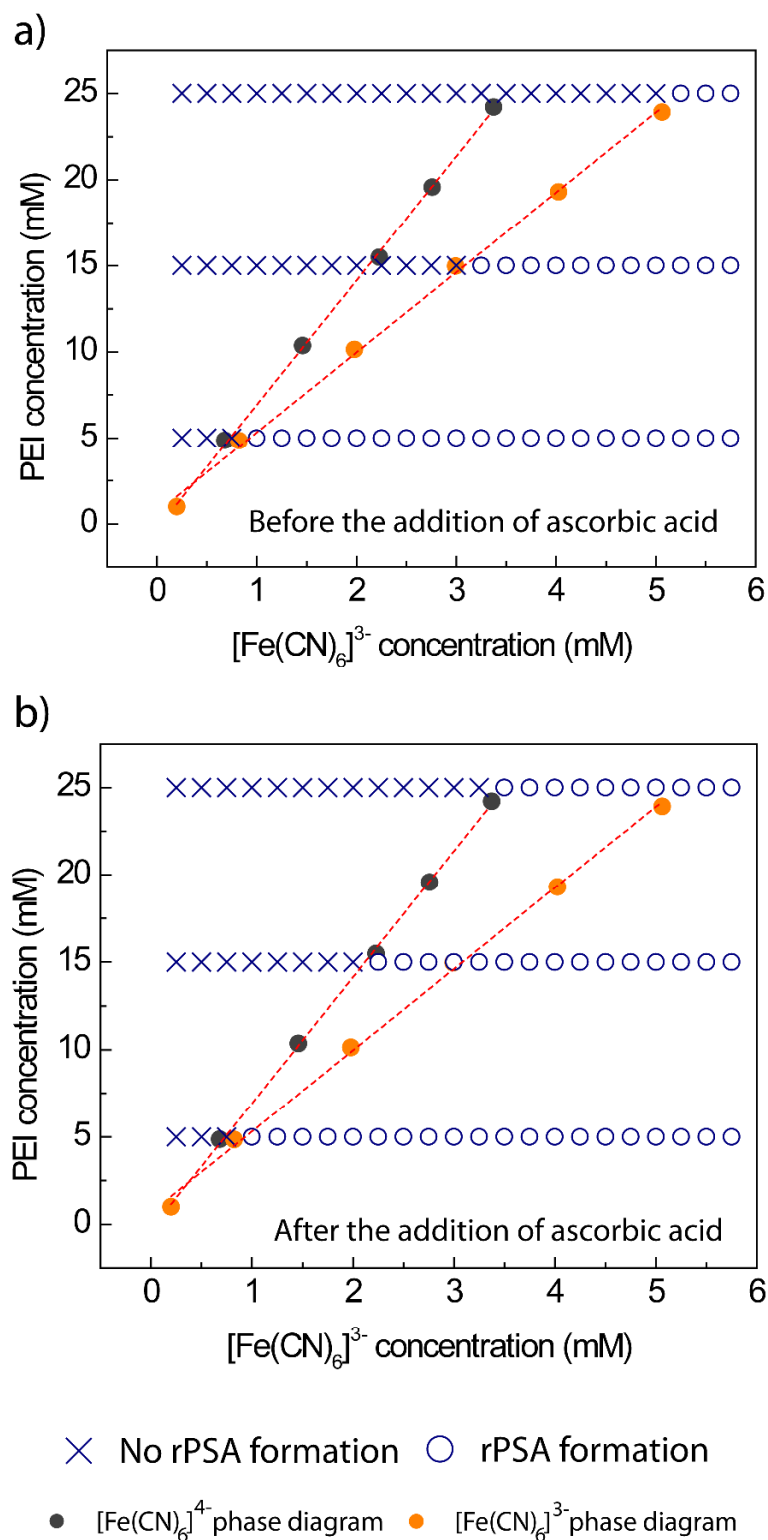 a)
25
20
15
10
5
0
PEI concentration (mM)
Before the addition of ascorbic acid
0 1 2 3 4 5 6
[Fe(CN)₆]³⁻ concentration (mM)
b)
25
20
15
10
5
0
PEI concentration (mM)
After the addition of ascorbic acid
0 1 2 3 4 5 6
[Fe(CN)₆]³⁻ concentration (mM)
No rPSA formation rPSA formation
[Fe(CN)₆]⁴⁻ phase diagram [Fe(CN)₆]³⁻ phase diagram